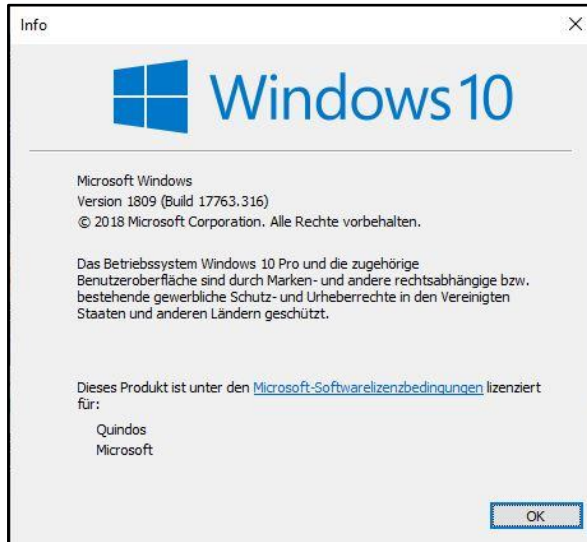 Info
Windows 10
Microsoft Windows
Version 1809 (Build 17763.316)
© 2018 Microsoft Corporation. Alle Rechte vorbehalten.
Das Betriebssystem Windows 10 Pro und die zugehörige
Benutzeroberfläche sind durch Marken- und andere rechtsabhängige bzw.
bestehende gewerbliche Schutz- und Urheberrechte in den Vereinigten
Staaten und anderen Ländern geschützt.
Dieses Produkt ist unter den Microsoft-Softwarelizenzbedingungen lizenziert
für:
Quindos
Microsoft
OK